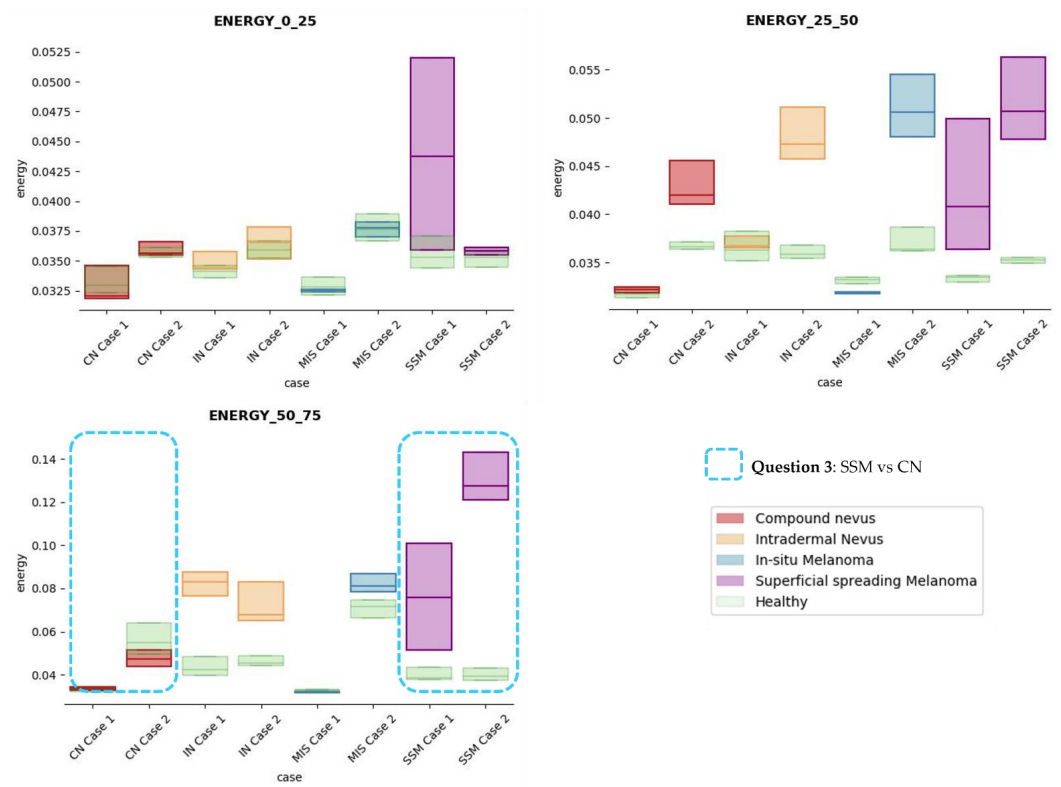 ENERGY_0_25
0.0525
0.0500
0.0475
0.0450
0.0425
0.0400
0.0375
0.0350
0.0325
energy
CN Case 1
CN Case 2
IN Case 1
IN Case 2
MIS Case 1
MIS Case 2
SSM Case 1
SSM Case 2
case
ENERGY_25_50
0.055
0.050
0.045
0.040
0.035
energy
CN Case 1
CN Case 2
IN Case 1
IN Case 2
MIS Case 1
MIS Case 2
SSM Case 1
SSM Case 2
case
ENERGY_50_75
0.14
0.12
0.10
0.08
0.06
0.04
energy
CN Case 1
CN Case 2
IN Case 1
IN Case 2
MIS Case 1
MIS Case 2
SSM Case 1
SSM Case 2
case
Question 3: SSM vs CN
Compound nevus
Intradermal Nevus
In-situ Melanoma
Superficial spreading Melanoma
Healthy